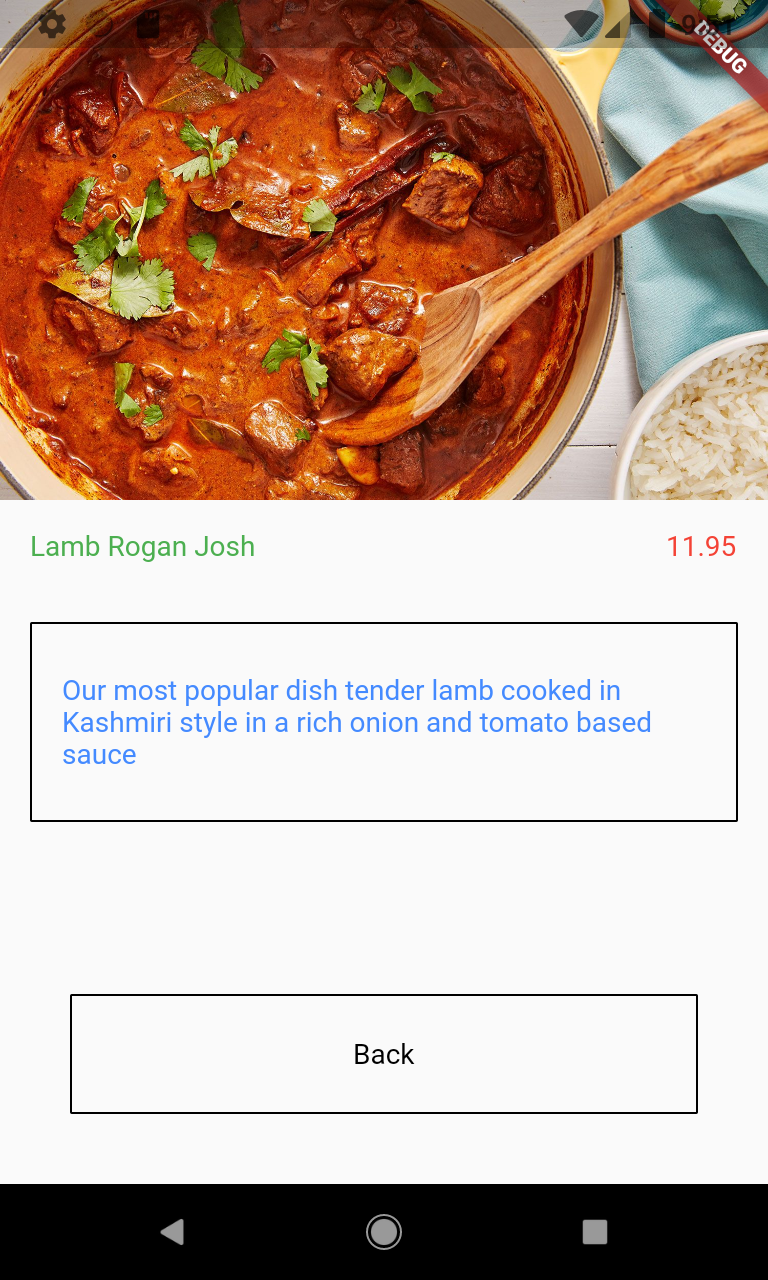 DEBUG
Lamb Rogan Josh
11.95
Our most popular dish tender lamb cooked in
Kashmiri style in a rich onion and tomato based
sauce
Back